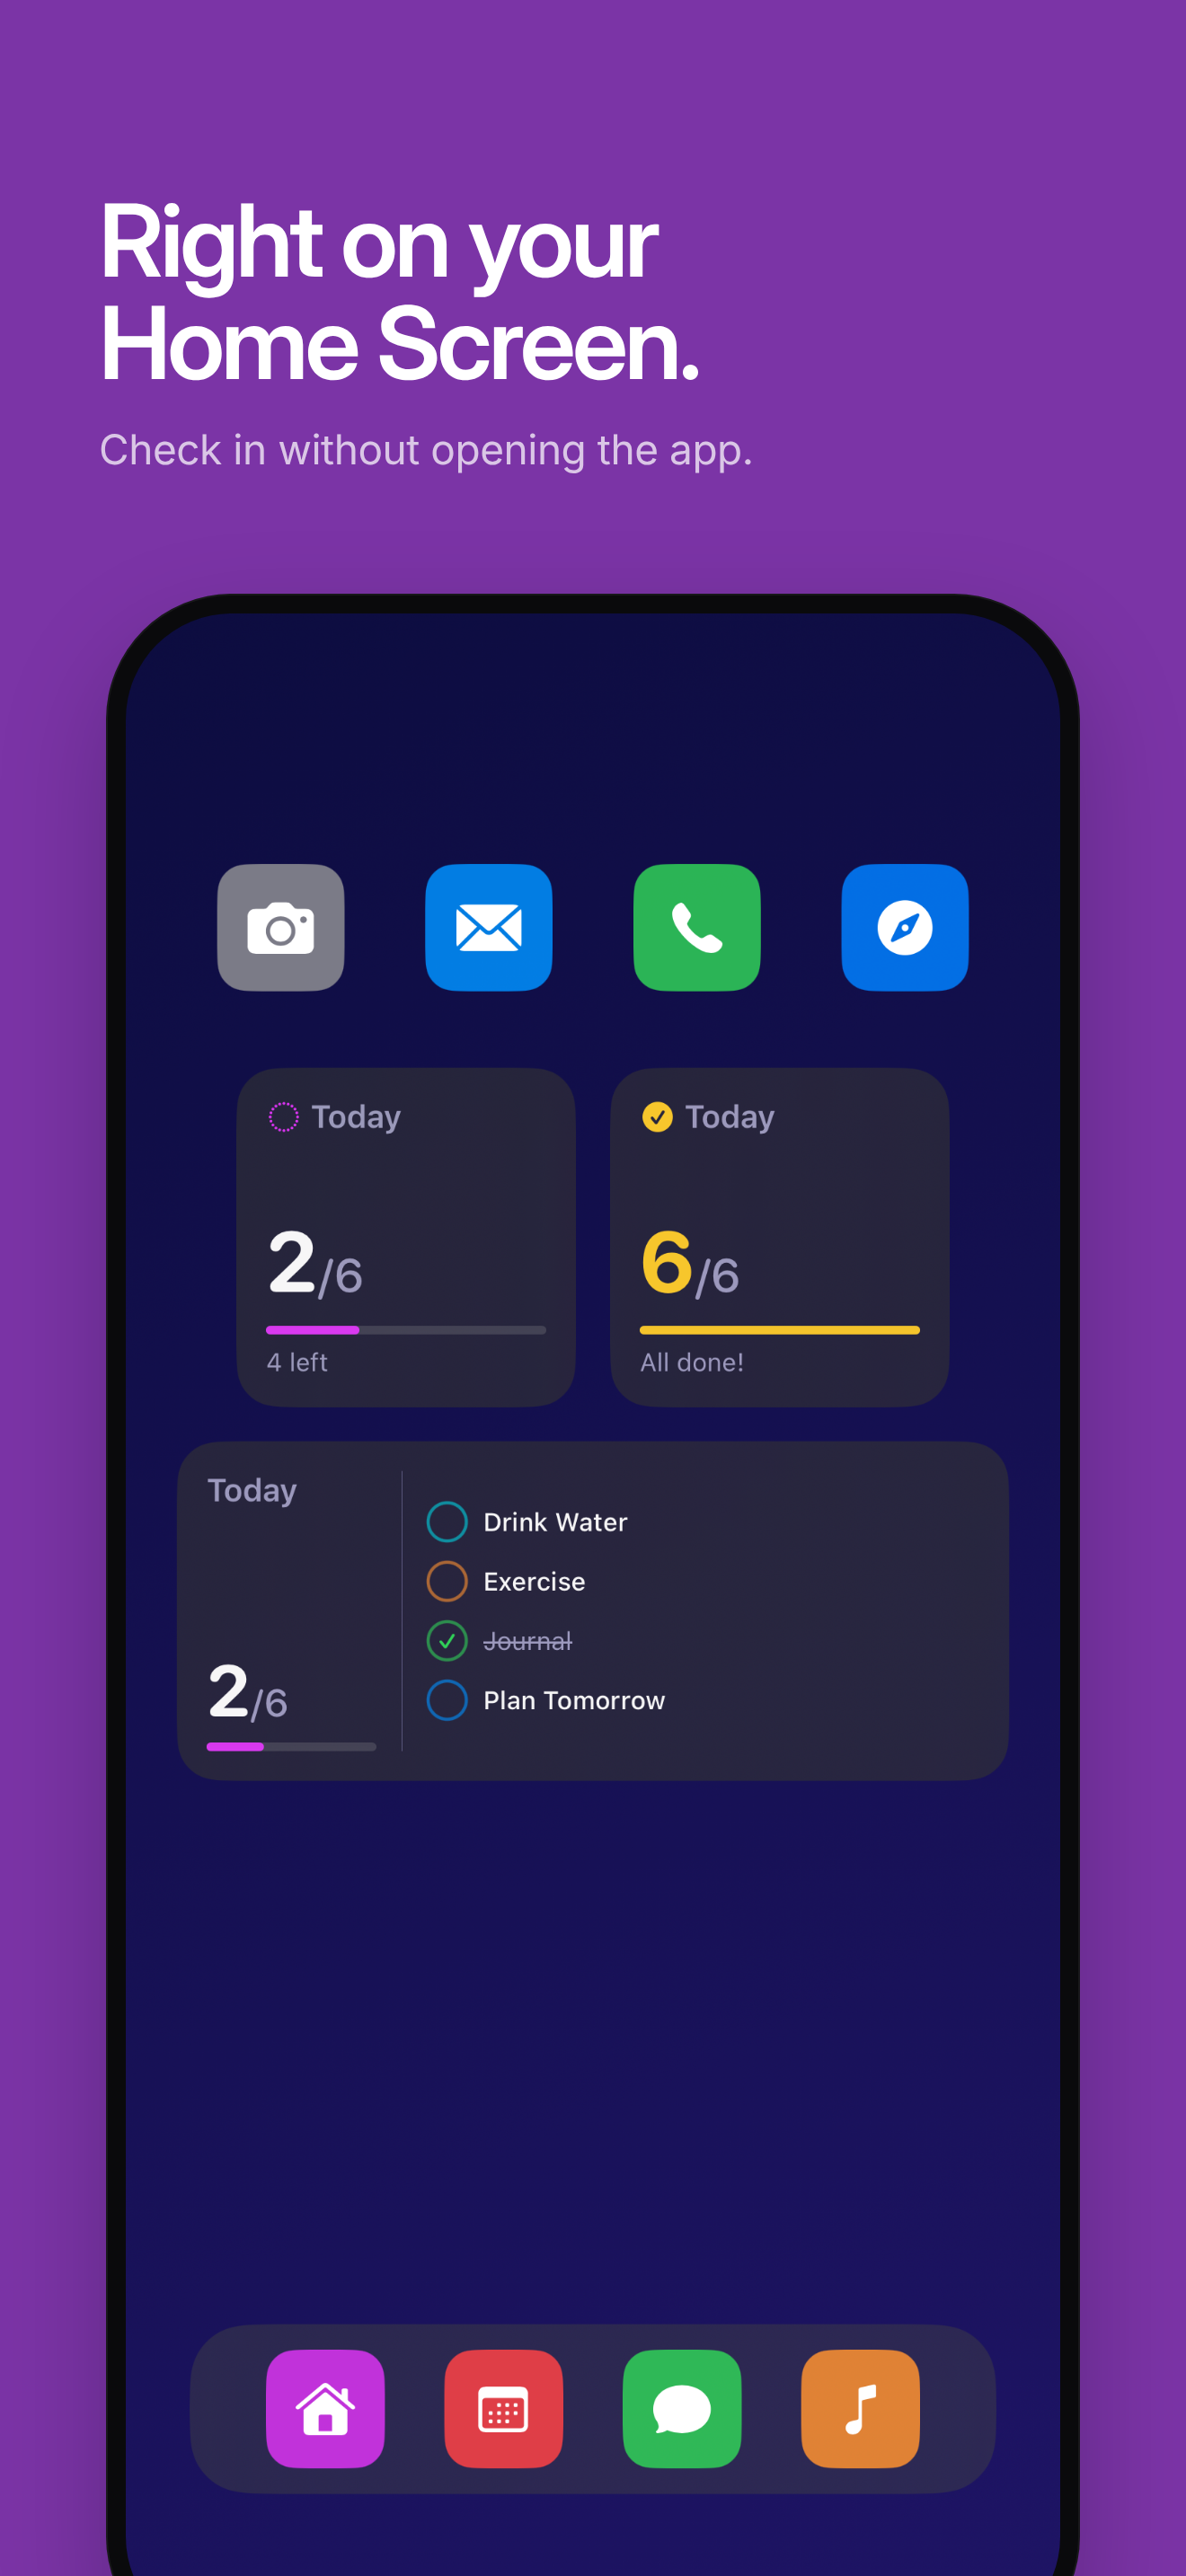 Right on your
Home Screen.
Check in without opening the app.
Today
2/6
4 left
Today
6/6
All done!
Today
2/6
Drink Water
Exercise
Journal
Plan Tomorrow